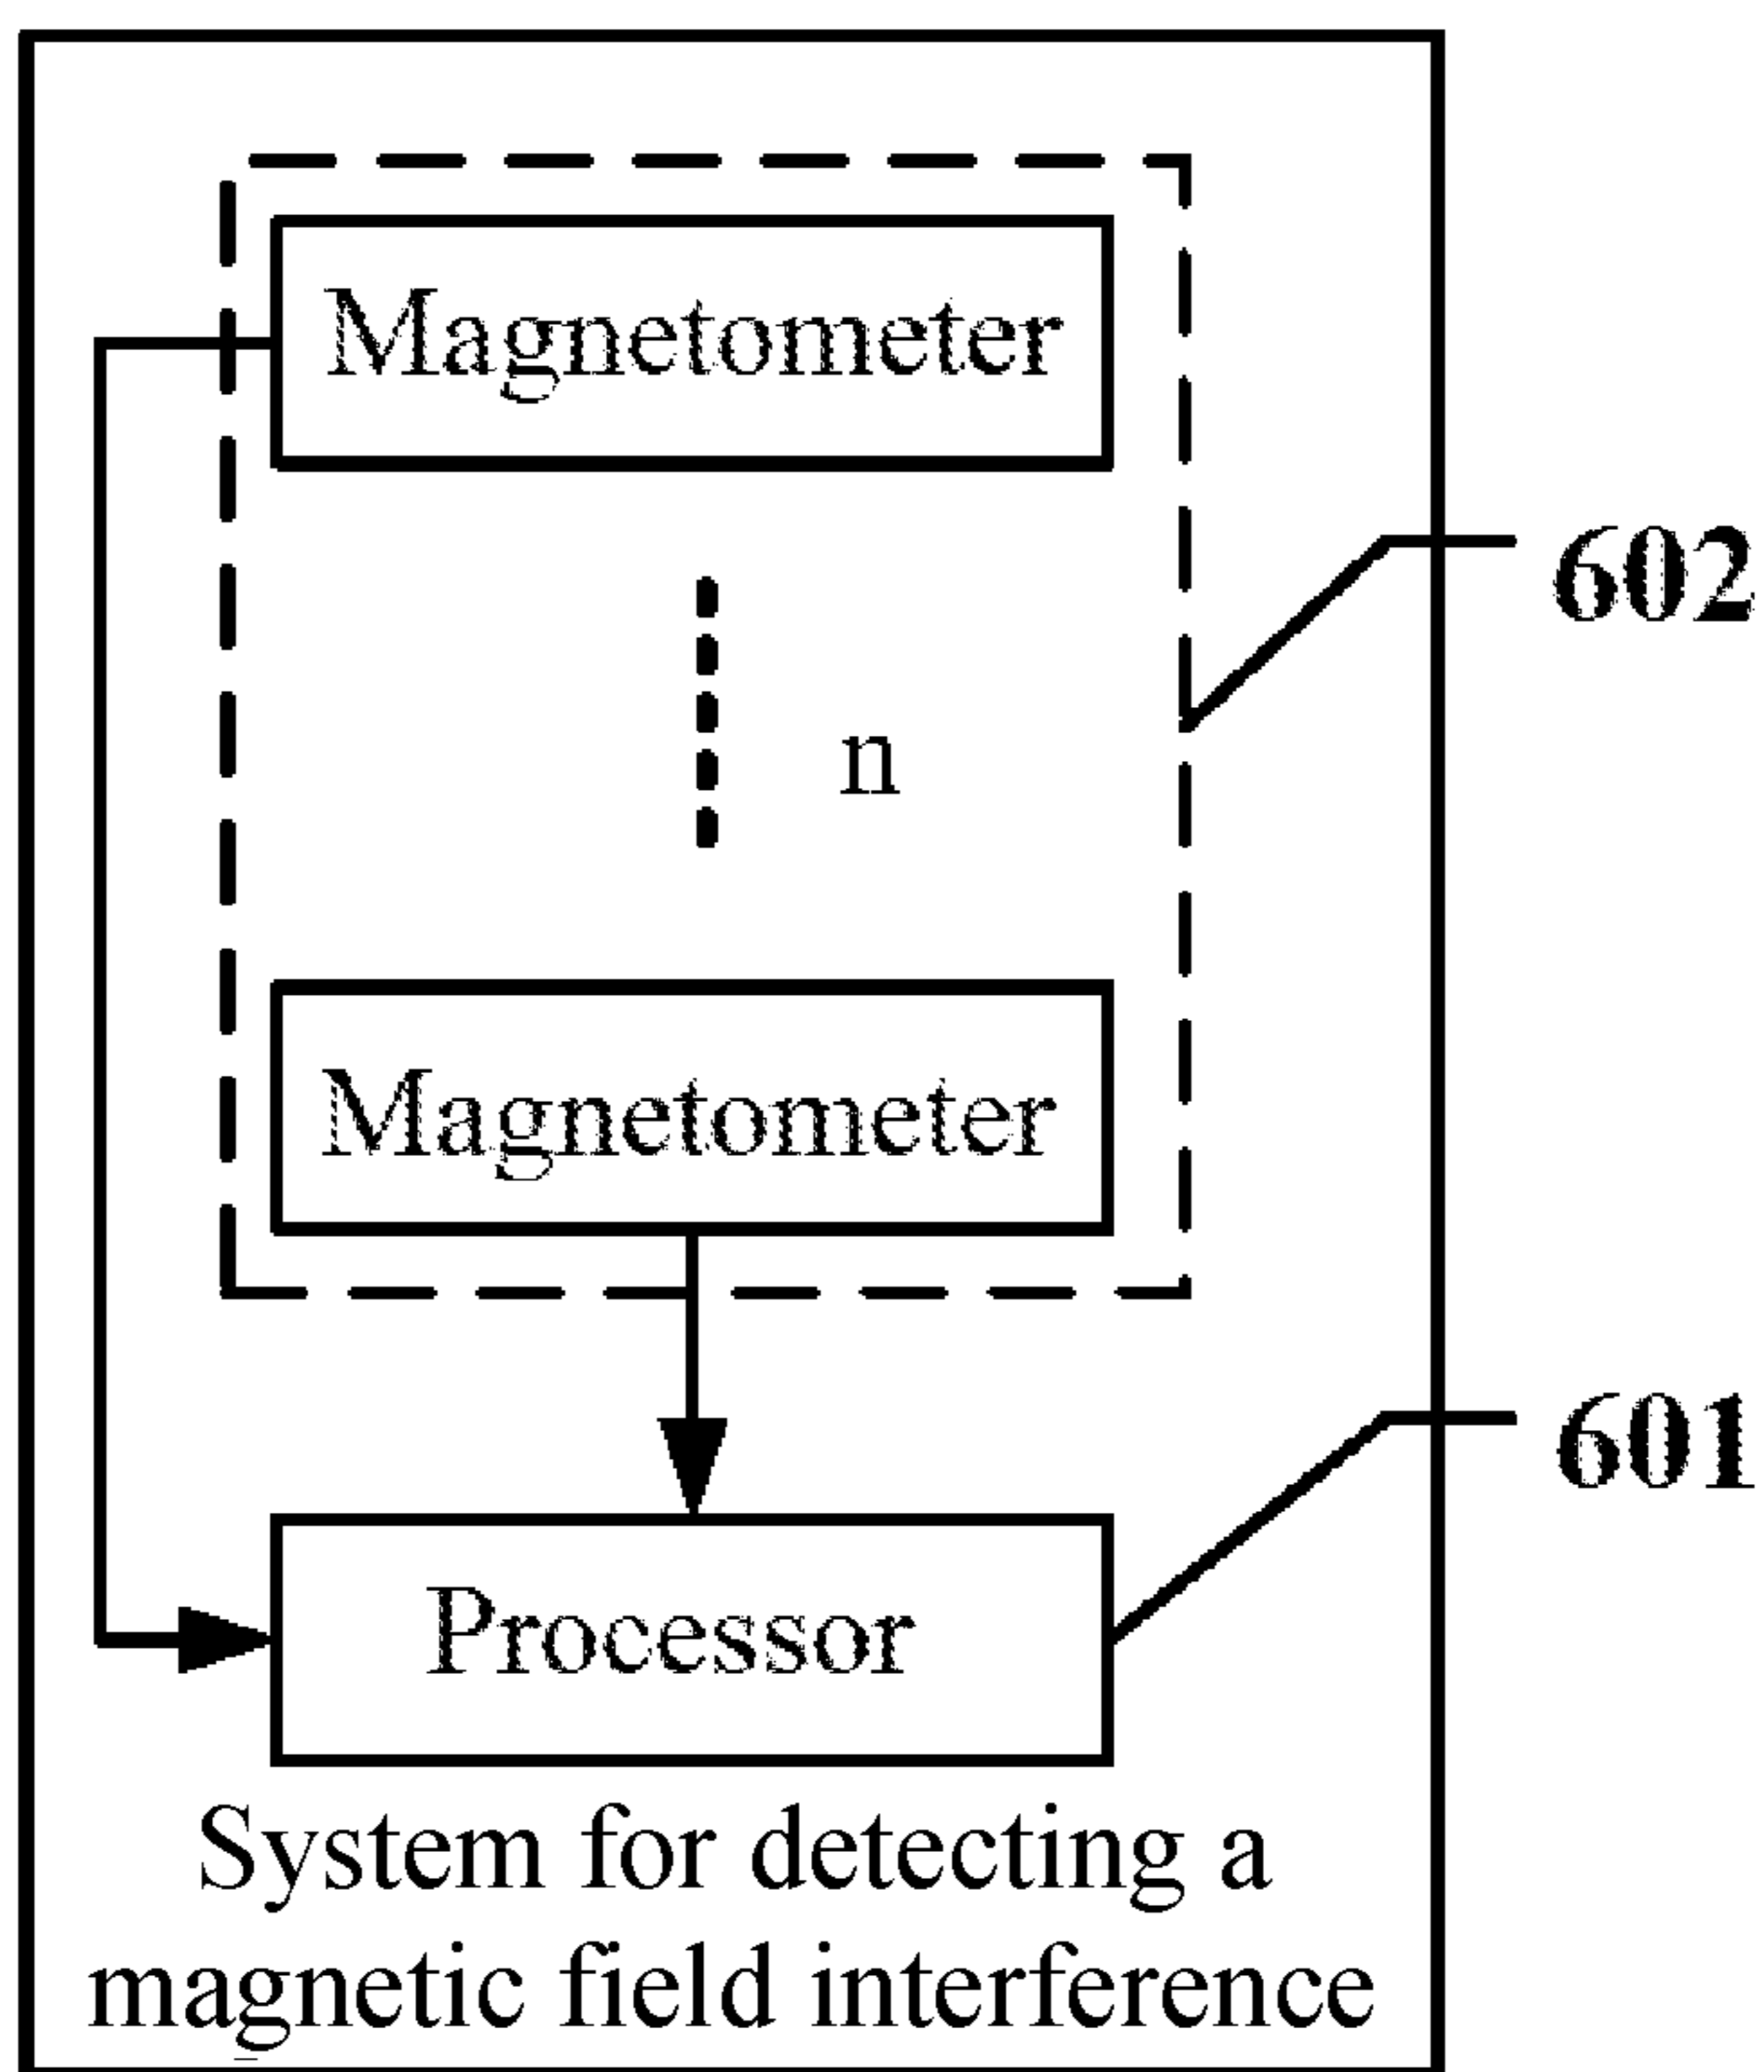 Magnetometer
602
n
Magnetometer
601
Processor
System for detecting a
magnetic field interference